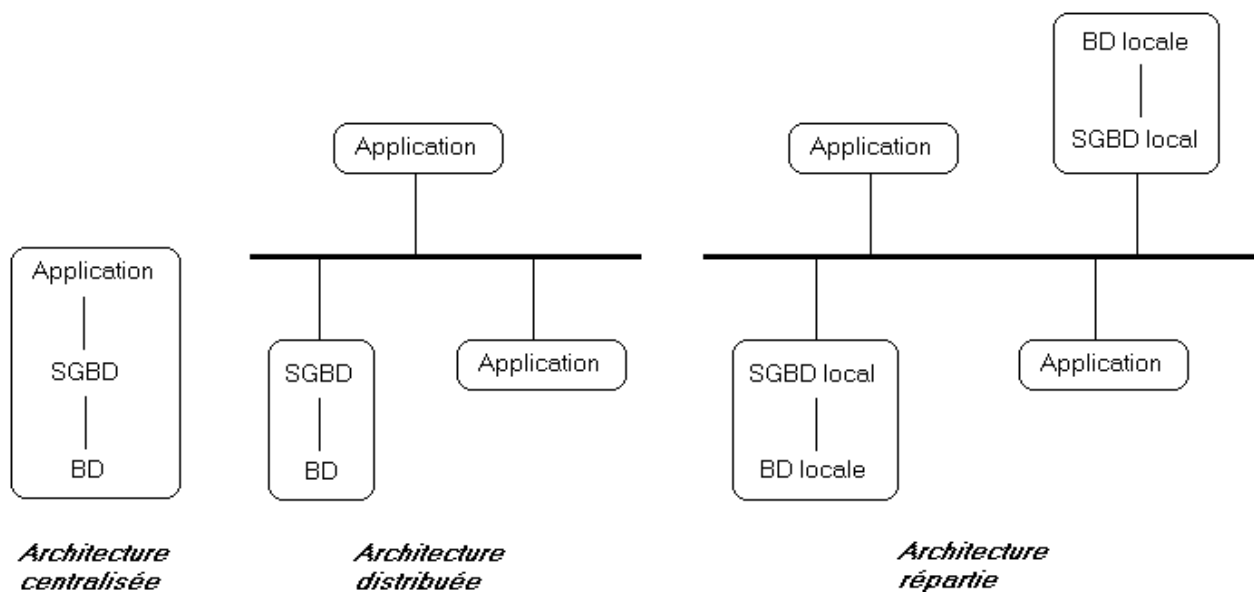 Application
SGBD
BD
Architecture
centralisée
Application
SGBD
BD
Application
Architecture
distribuée
Application
BD locale
SGBD local
SGBD local
BD locale
Application
Architecture
répartie